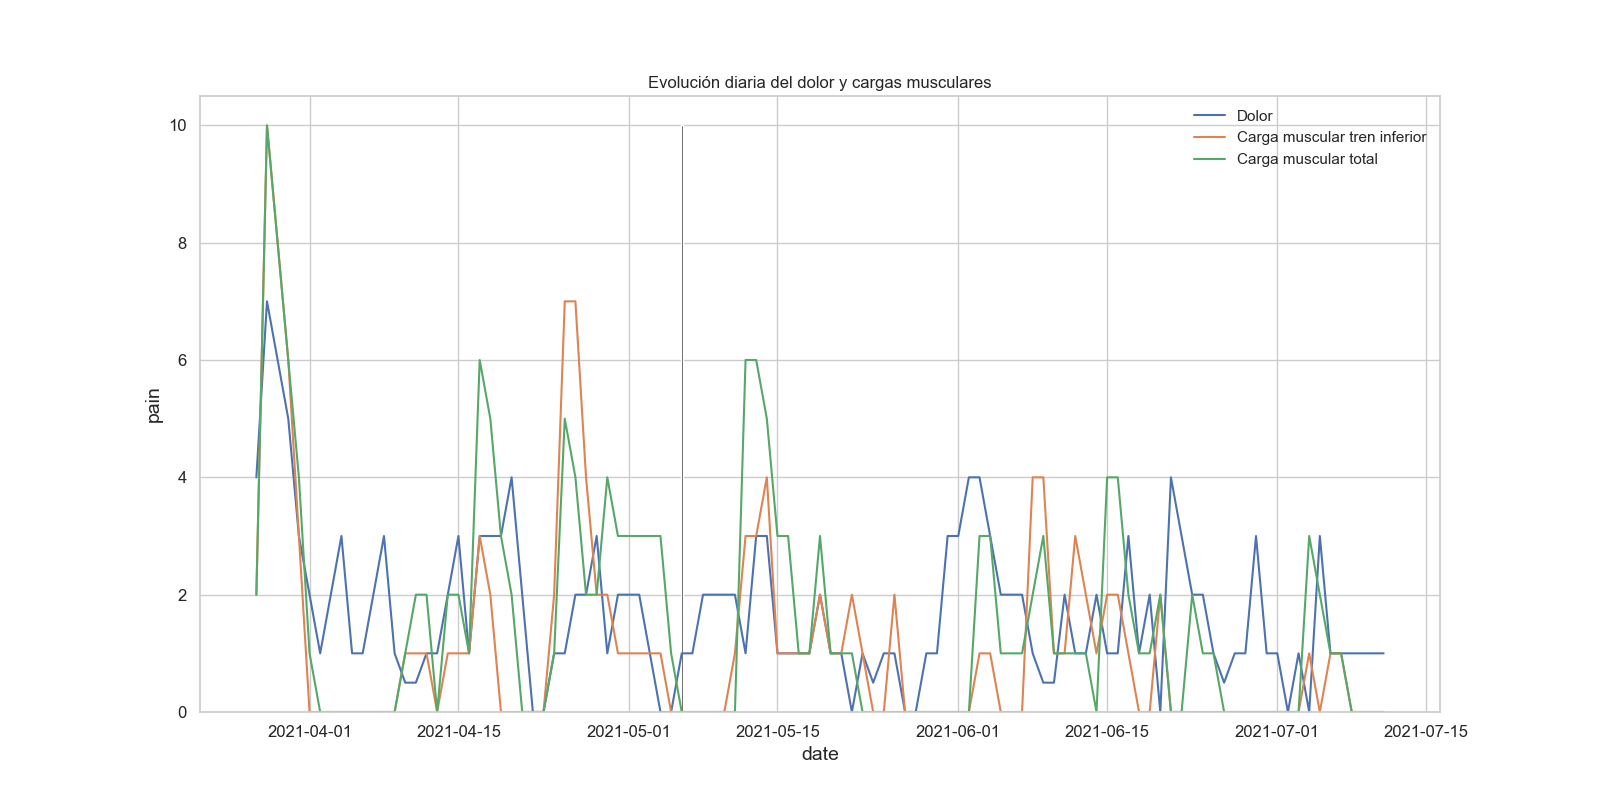 Evolución diaria del dolor y cargas musculares
Dolor
Carga muscular tren inferior
Carga muscular total
10
8
6
4
2
0
pain
2021-04-01
2021-04-15
2021-05-01
2021-05-15
2021-06-01
2021-06-15
2021-07-01
2021-07-15
date